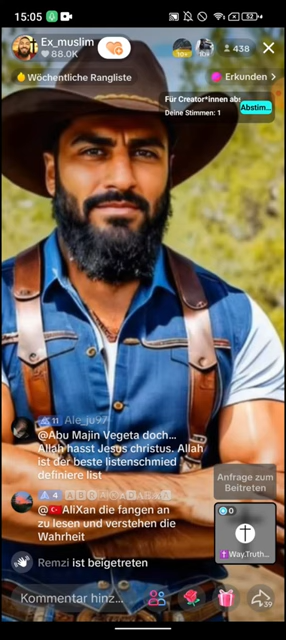 15:05
52
Ex_muslim
88.0K
10+
10+
438
Wöchentliche Rangliste
Erkunden >
Für Creator*innen abs
Deine Stimmen: 1
Abstim...
11 Ale_ju97
@Abu Majin Vegeta doch...
Allah hasst Jesus christus. Allah
ist der beste listenschmied
definiere list
4
@🇹🇷AliXan die fangen an
zu lesen und verstehen die
Wahrheit
Remzi ist beigetreten
Anfrage zum
Beitreten
0
Way.Truth...
Kommentar hinz...
39